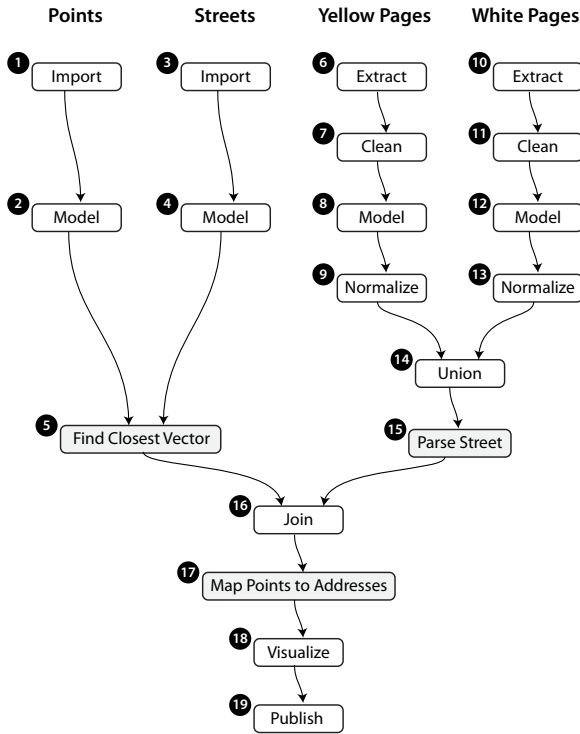 Points Streets Yellow Pages White Pages
1 Import 3 Import 6 Extract 10 Extract
7 Clean 11 Clean
2 Model 4 Model 8 Model 12 Model
9 Normalize 13 Normalize
14 Union
5 Find Closest Vector 15 Parse Street
16 Join
17 Map Points to Addresses
18 Visualize
19 Publish